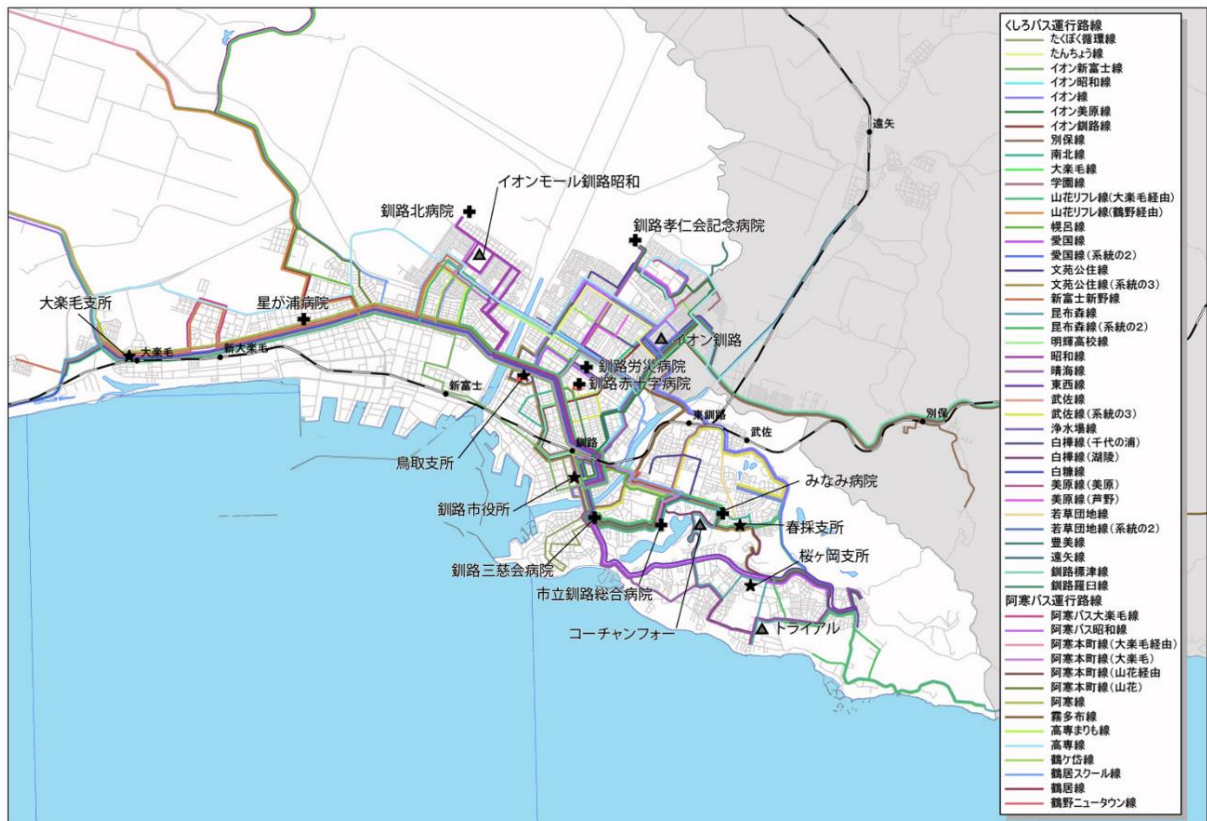 イオンモール釧路昭和
釧路北病院
釧路孝仁会記念病院
遠矢
大楽毛支所
星が浦病院
イオン釧路
大楽毛
新大楽毛
釧路労災病院
釧路赤十字病院
新富士
鳥取支所
東釧路
武佐
別保
釧路
釧路市役所
みなみ病院
春採支所
釧路三慈会病院
桜ヶ岡支所
市立釧路総合病院
コーチャンフォー
トライアル
くしろバス運行路線
たくぼく循環線
たんちょう線
イオン新富士線
イオン昭和線
イオン線
イオン美原線
イオン釧路線
別保線
南北線
大楽毛線
学園線
山花リフレ線(大楽毛経由)
山花リフレ線(鶴野経由)
幌呂線
愛国線
愛国線(系統の2)
文苑公住線
文苑公住線(系統の3)
新富士新野線
昆布森線
昆布森線(系統の2)
明輝高校線
昭和線
晴海線
東西線
武佐線
武佐線(系統の3)
浄水場線
白樺線(千代の浦)
白樺線(湖陵)
白糠線
美原線(美原)
美原線(芦野)
若草団地線
若草団地線(系統の2)
豊美線
遠矢線
釧路標津線
釧路羅臼線
阿寒バス運行路線
阿寒バス大楽毛線
阿寒バス昭和線
阿寒本町線(大楽毛経由)
阿寒本町線(大楽毛)
阿寒本町線(山花経由
阿寒本町線(山花)
阿寒線
霧多布線
高専まりも線
高専線
鶴ケ岱線
鶴居スクール線
鶴居線
鶴野ニュータウン線